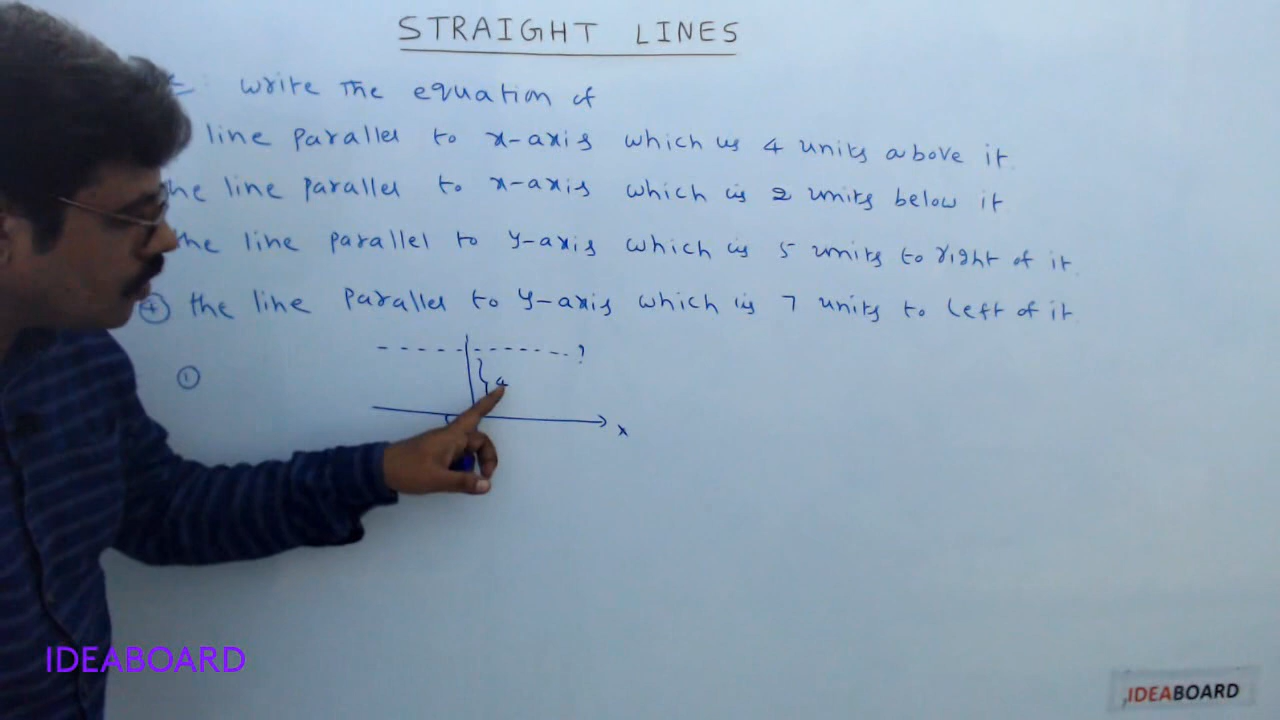 STRAIGHT LINES
write the equation of
line parallel to x-axis which is 4 units above it.
he line parallel to x-axis which is 2 units below it
he line parallel to y-axis which is 5 units to right of it.
④ the line parallel to y-axis which is 7 units to left of it.
?
① 4
x
IDEABOARD
IDEABOARD